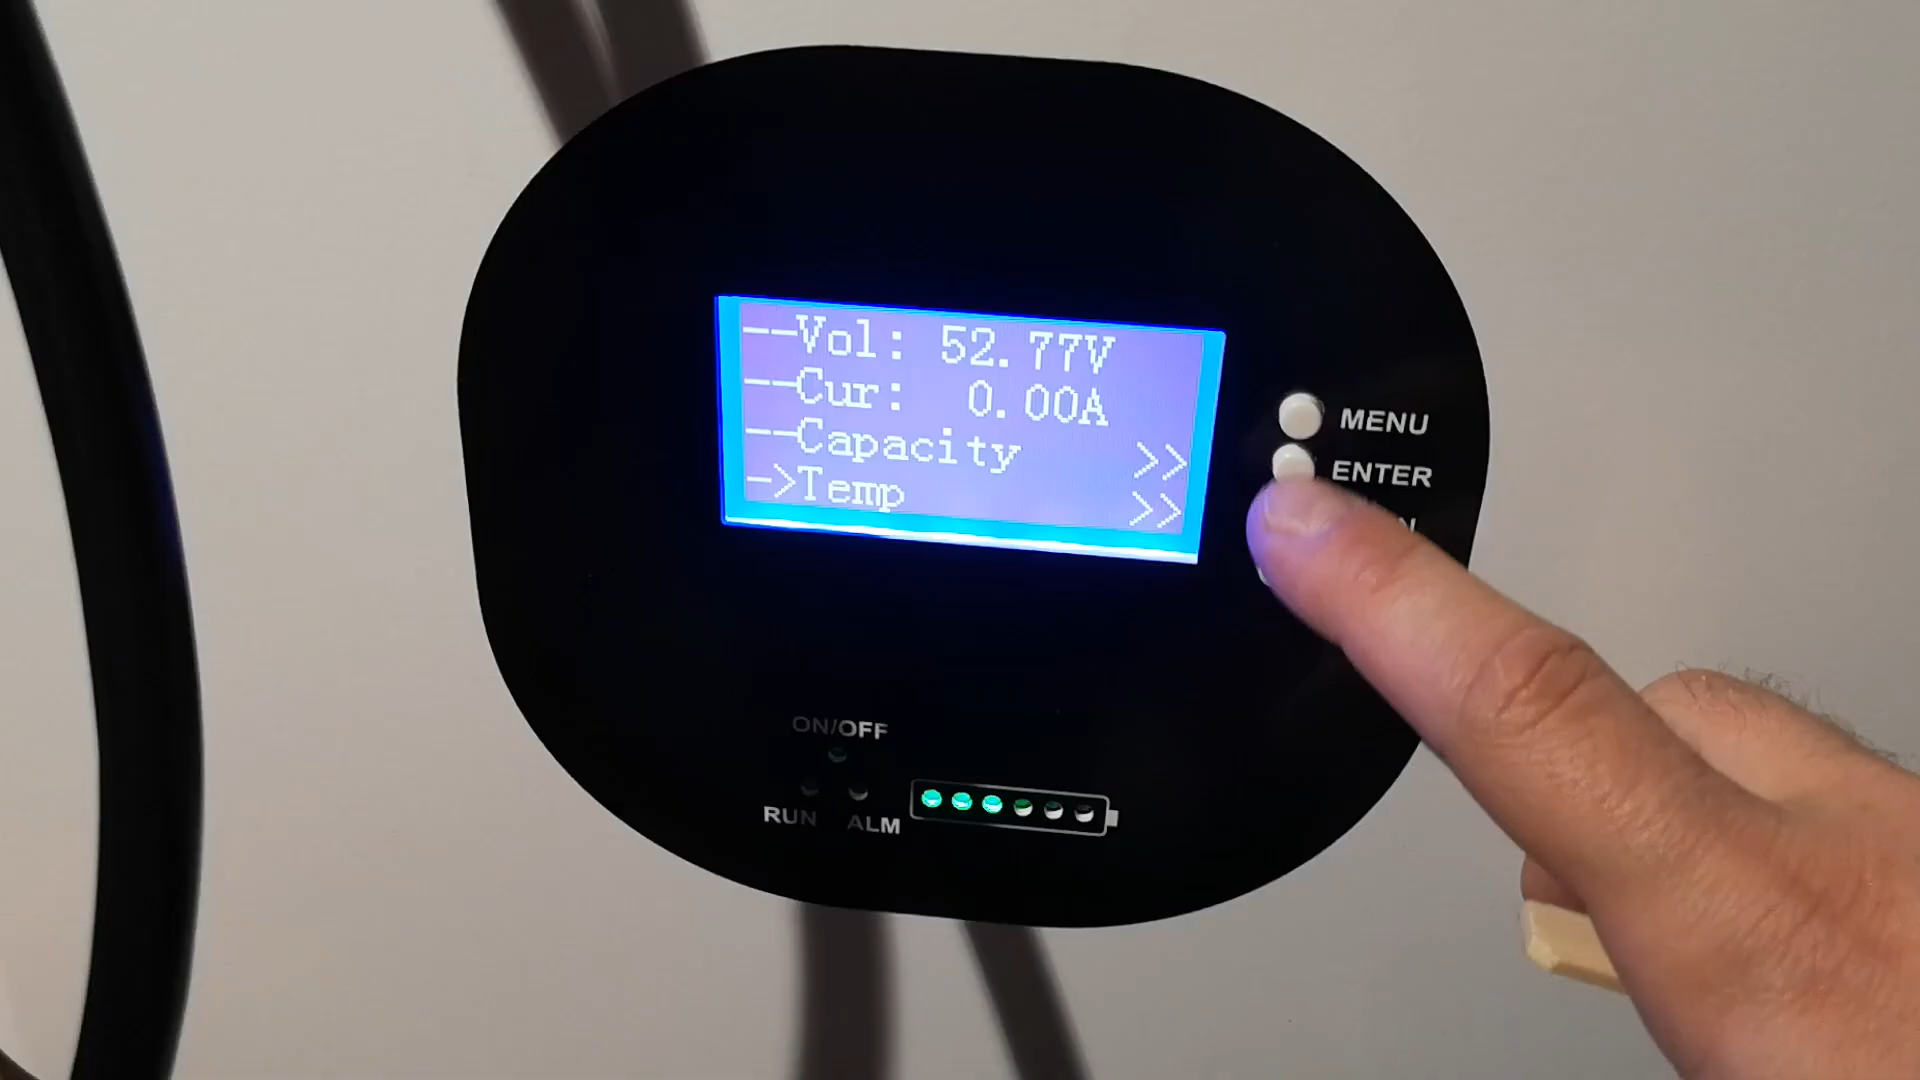 --Vol: 52.77V
--Cur: 0.00A
--Capacity >>
->Temp >>
MENU
ENTER
ON/OFF
RUN ALM